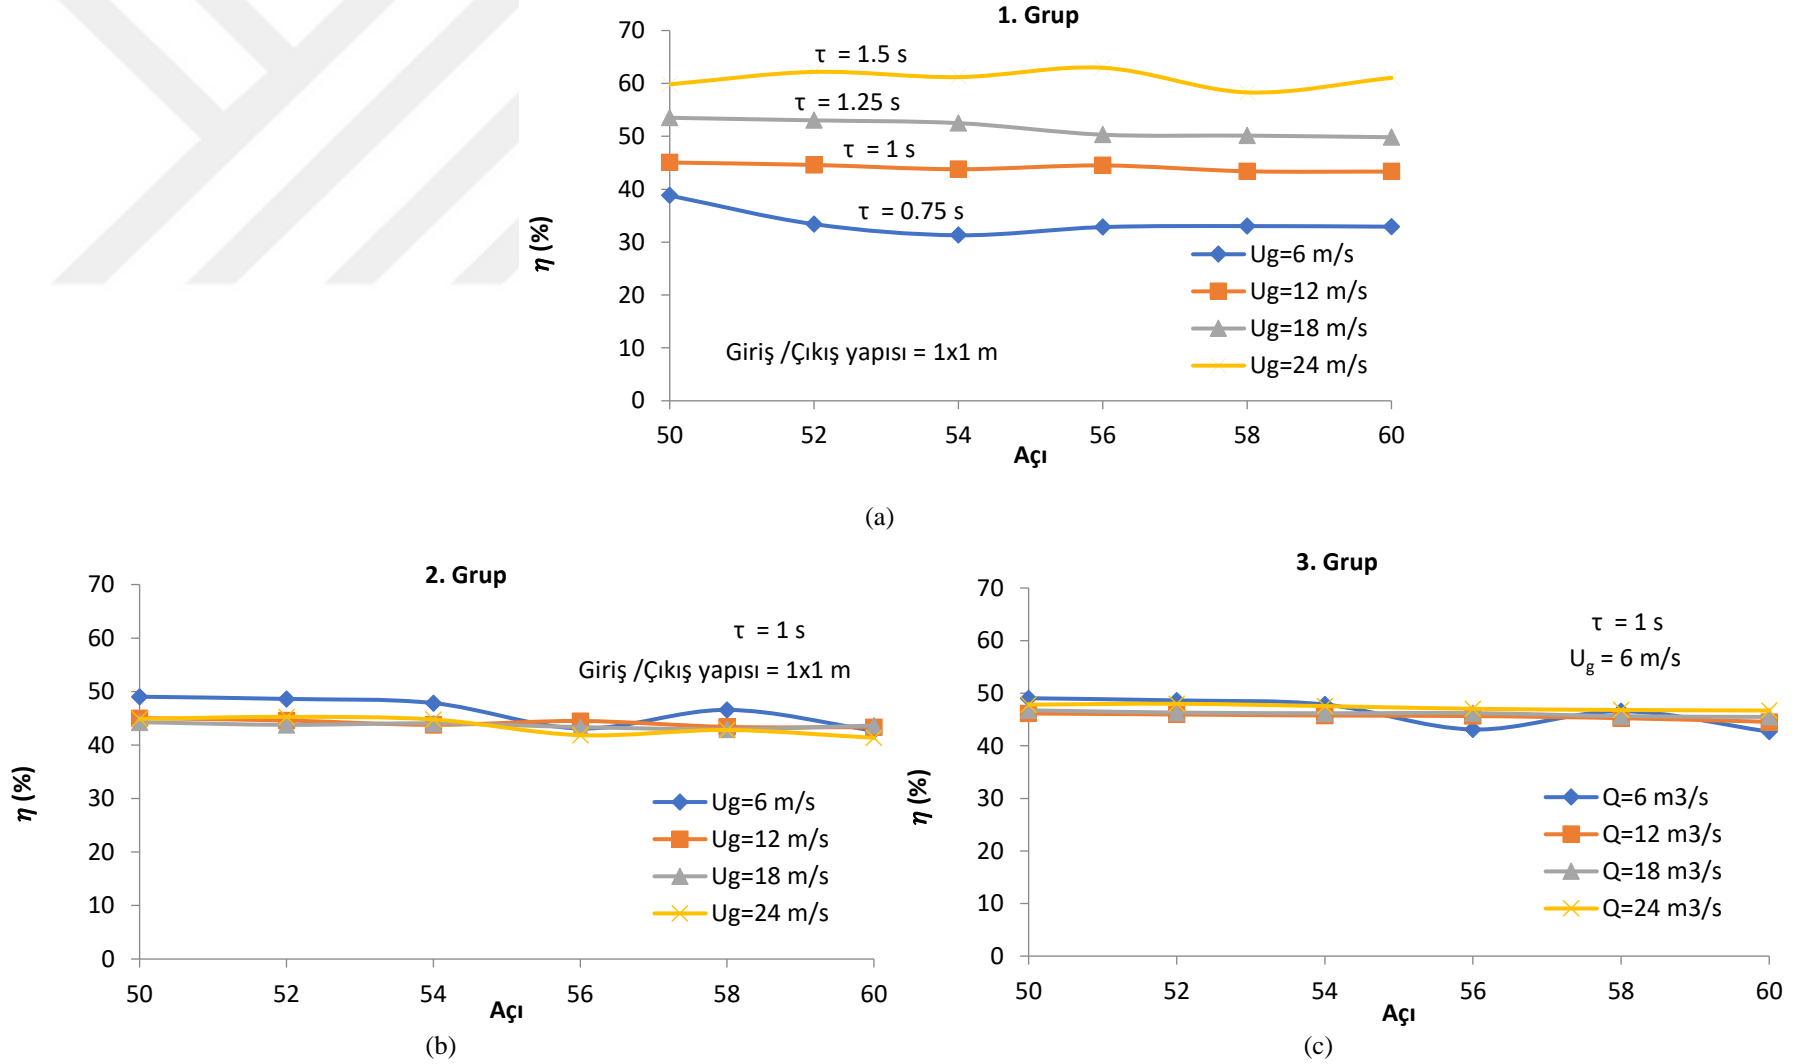 1. Grup
70
60
50
40
30
20
10
0
η (%)
τ = 1.5 s
τ = 1.25 s
τ = 1 s
τ = 0.75 s
Ug=6 m/s
Ug=12 m/s
Ug=18 m/s
Ug=24 m/s
Giriş /Çıkış yapısı = 1x1 m
50 52 54 56 58 60
Açı
(a)
2. Grup
70
60
50
40
30
20
10
0
η (%)
τ = 1 s
Giriş /Çıkış yapısı = 1x1 m
Ug=6 m/s
Ug=12 m/s
Ug=18 m/s
Ug=24 m/s
50 52 54 56 58 60
Açı
(b)
3. Grup
70
60
50
40
30
20
10
0
η (%)
τ = 1 s
Ug = 6 m/s
Q=6 m3/s
Q=12 m3/s
Q=18 m3/s
Q=24 m3/s
50 52 54 56 58 60
Açı
(c)